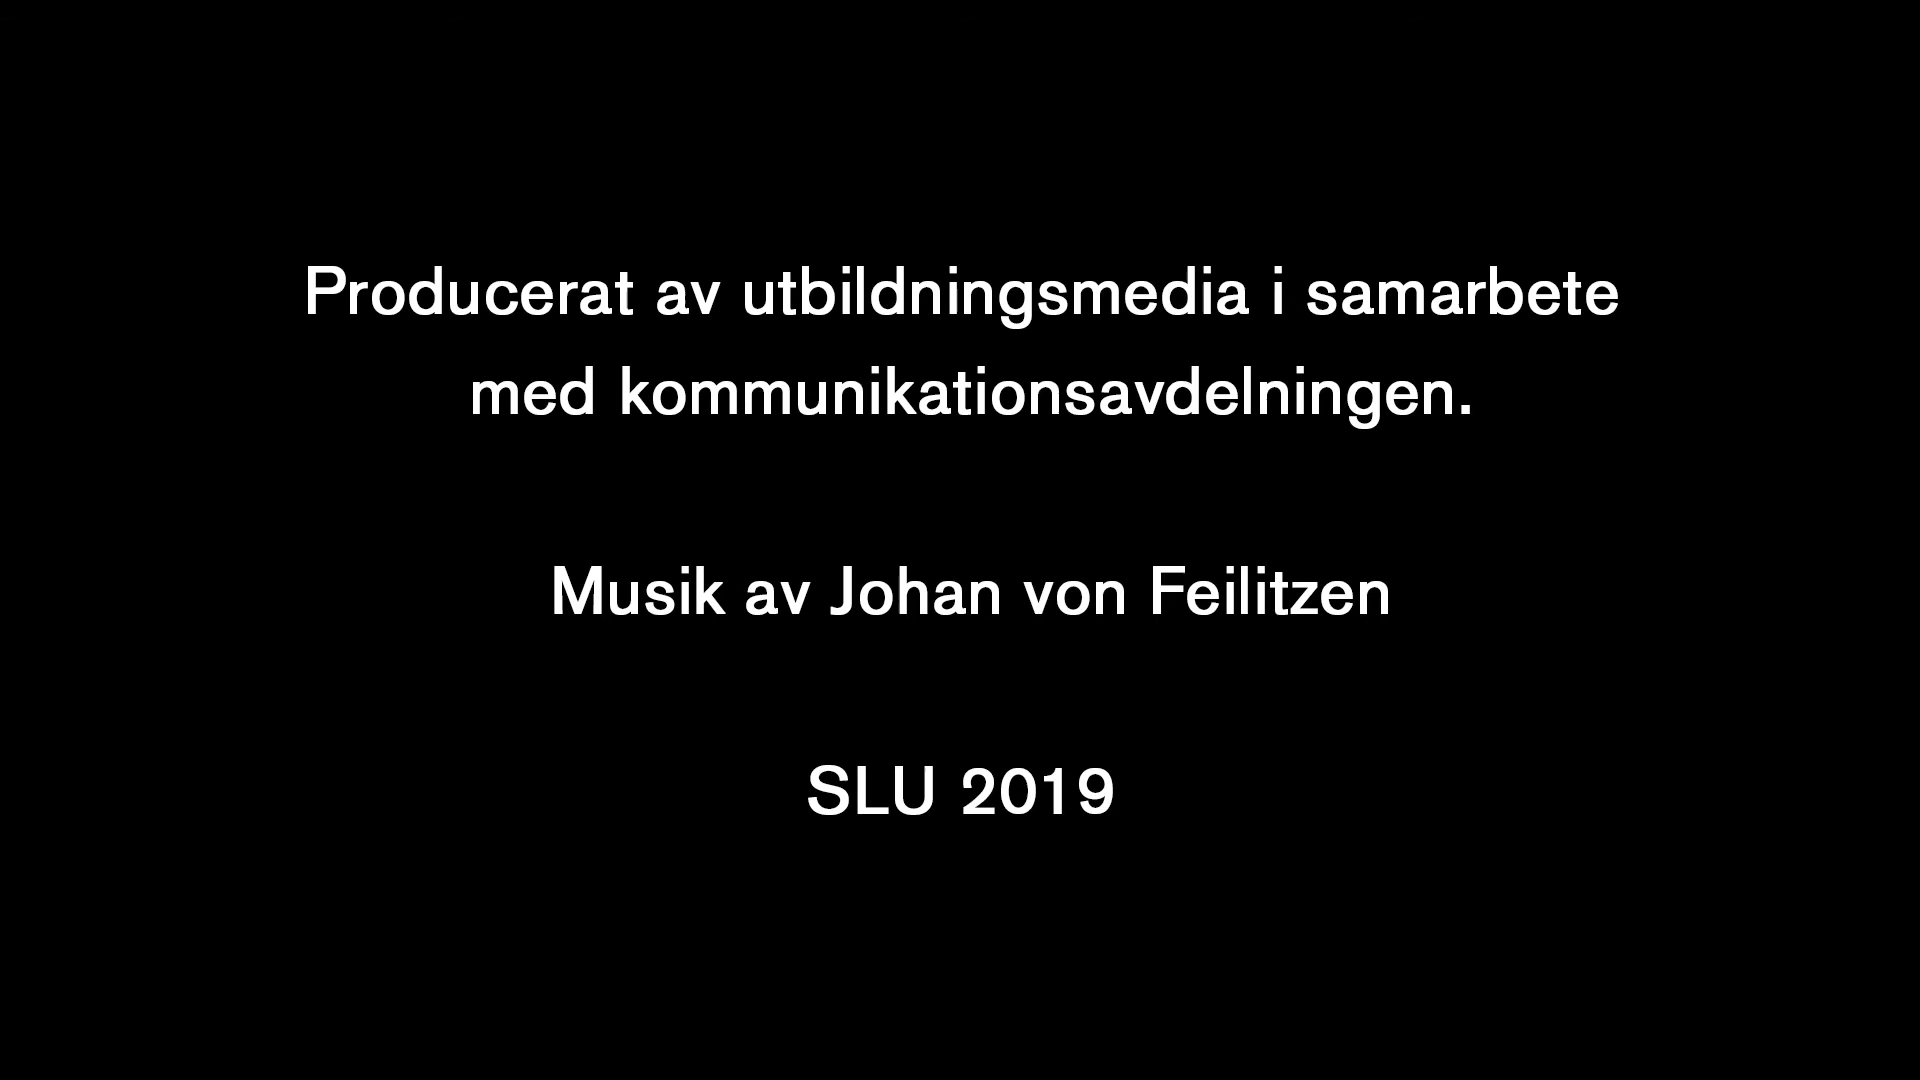 Producerat av utbildningsmedia i samarbete
med kommunikationsavdelningen.
Musik av Johan von Feilitzen
SLU 2019